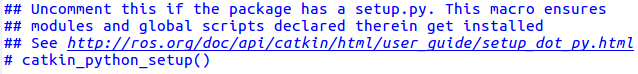 ## Uncomment this if the package has a setup.py. This macro ensures
## modules and global scripts declared therein get installed
## See http://ros.org/doc/api/catkin/html/user_guide/setup_dot_py.html
# catkin_python_setup()